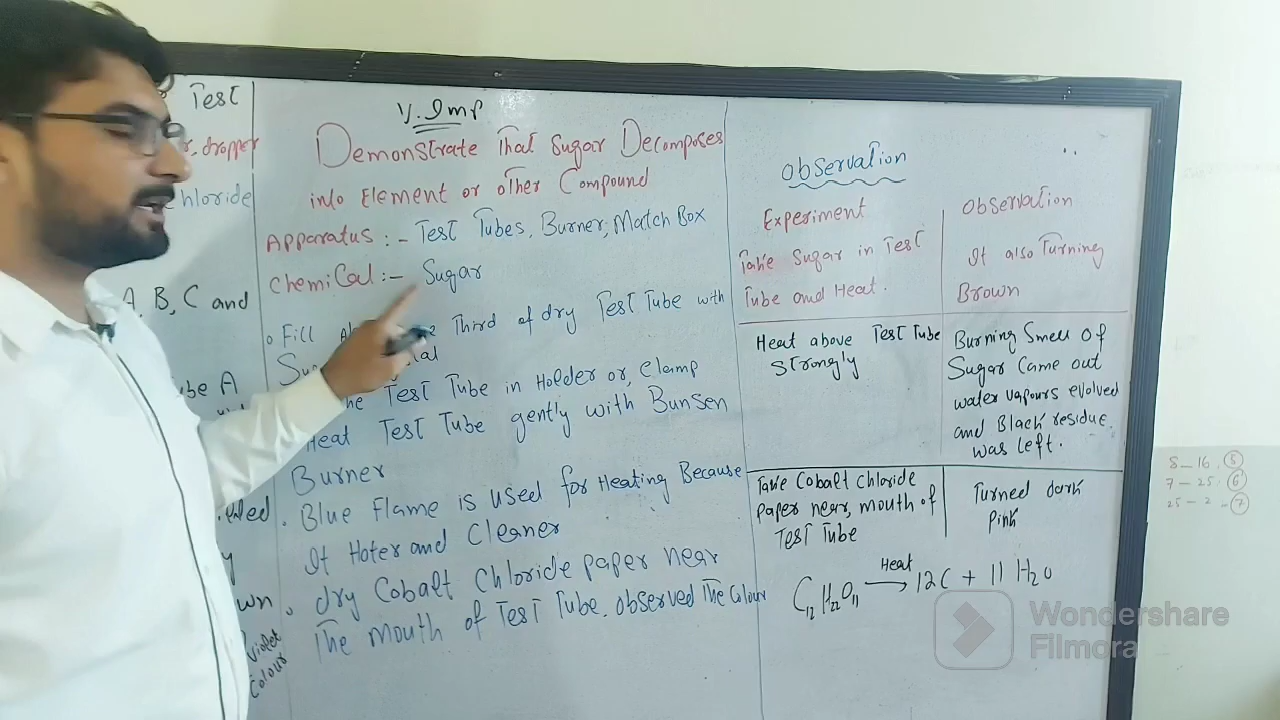 Test
dropper
Chloride
A, B, C and
A
Violet
Colour
V. Imp
Demonstrate That Sugar Decomposes
into Element or other Compound
Apparatus :- Test Tubes, Burner, Match Box
Chemical :- Sugar
Fill Third of dry Test Tube with
Test Tube in Holder or, Clamp
Heat Test Tube gently with Bunsen
Burner
Blue Flame is used for Heating Because
It Hoter and Cleaner
dry Cobalt Chloride paper near
The mouth of Test Tube. observed The Colour
Observation
Experiment
Observation
Take Sugar in Test
Tube and Heat.
It also Turning
Brown
Heat above Test Tube
Strongly
Burning Smell of
Sugar Came out
water vapours evolved
and Black residue
was left.
Take Cobalt chloride
paper near, mouth of
Test Tube
Turned dark
pink
C12H22O11 Heat → 12C + 11 H2O
8-16. 5
7-25. 6
25-2. 7
Wondershare
Filmora